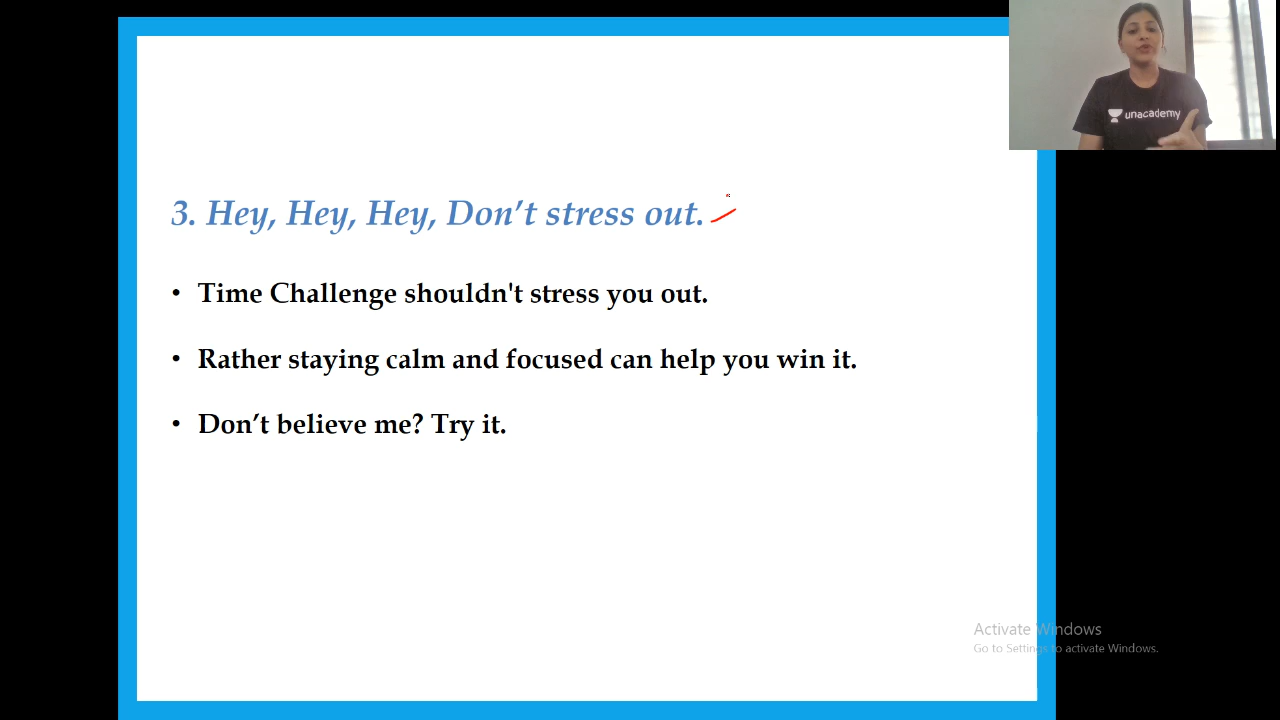 unacademy
3. Hey, Hey, Hey, Don’t stress out.
• Time Challenge shouldn't stress you out.
• Rather staying calm and focused can help you win it.
• Don’t believe me? Try it.
Activate Windows
Go to Settings to activate Windows.